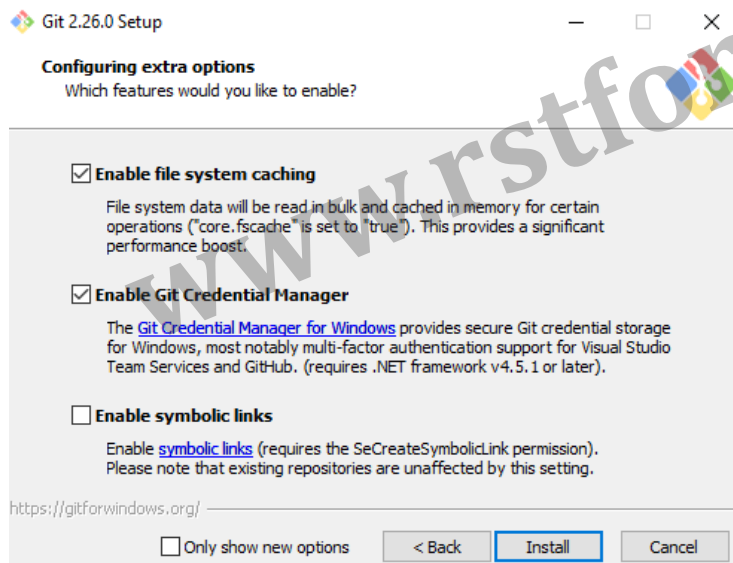 Git 2.26.0 Setup
Configuring extra options
Which features would you like to enable?
Enable file system caching
File system data will be read in bulk and cached in memory for certain
operations ("core.fscache" is set to "true"). This provides a significant
performance boost.
Enable Git Credential Manager
The Git Credential Manager for Windows provides secure Git credential storage
for Windows, most notably multi-factor authentication support for Visual Studio
Team Services and GitHub. (requires .NET framework v4.5.1 or later).
Enable symbolic links
Enable symbolic links (requires the SeCreateSymbolicLink permission).
Please note that existing repositories are unaffected by this setting.
https://gitforwindows.org/
Only show new options
< Back
Install
Cancel
www.rstfor